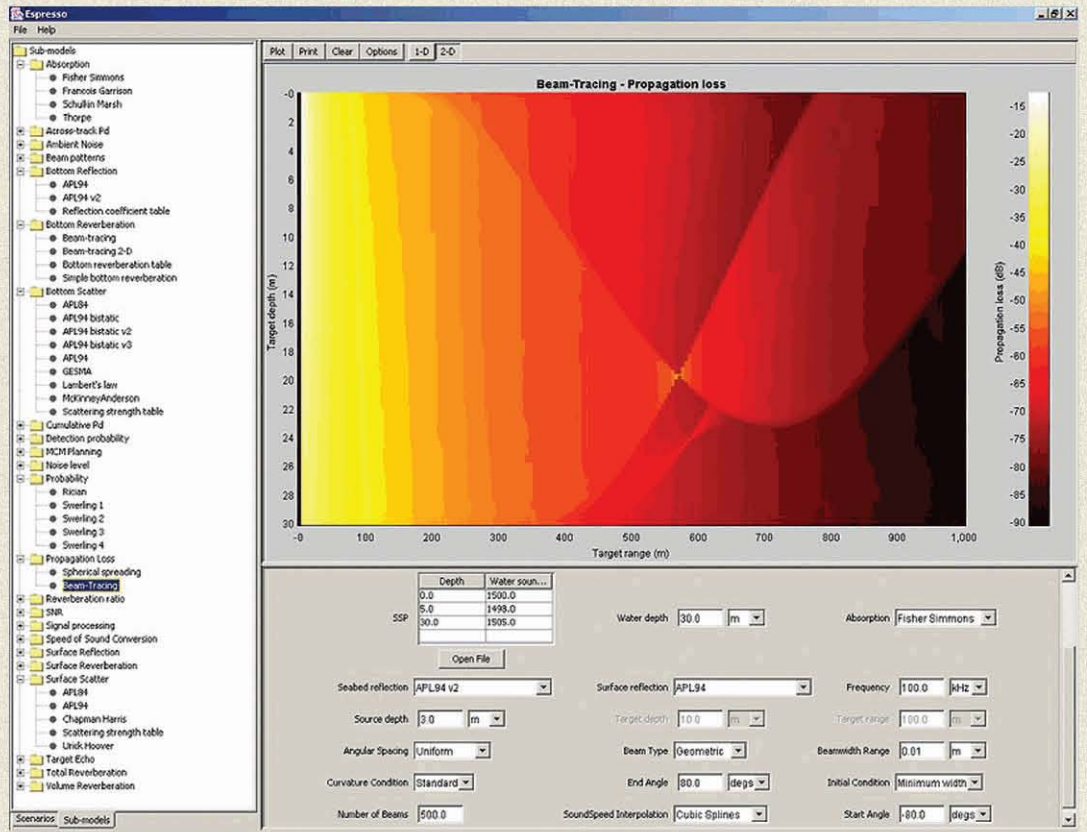 Espresso
File Help
Sub-models
Absorption
Fisher Simmons
Francois Garrison
Schulkin Marsh
Thorpe
Across-track Pd
Ambient Noise
Beam patterns
Bottom Reflection
APL94
APL94 v2
Reflection coefficient table
Bottom Reverberation
Beam-tracing
Beam-tracing 2-D
Bottom reverberation table
Simple bottom reverberation
Bottom Scatter
APL84
APL94 bistatic
APL94 bistatic v2
APL94 bistatic v3
APL94
GESMA
Lambert's law
McKinneyAnderson
Scattering strength table
Cumulative Pd
Detection probability
MCM Planning
Noise level
Probability
Rician
Swerling 1
Swerling 2
Swerling 3
Swerling 4
Propagation Loss
Spherical spreading
Beam-Tracing
Reverberation ratio
SNR
Signal processing
Speed of Sound Conversion
Surface Reflection
Surface Reverberation
Surface Scatter
APL84
APL94
Chapman Harris
Scattering strength table
Urick Hoover
Target Echo
Total Reverberation
Volume Reverberation
Scenarios Sub-models
Plot Print Clear Options 1-D 2-D
Beam-Tracing - Propagation loss
Target depth (m)
-0
2
4
6
8
10
12
14
16
18
20
22
24
26
28
30
-0 100 200 300 400 500 600 700 800 900 1,000
Target range (m)
Propagation loss (dB)
-15
-20
-25
-30
-35
-40
-45
-50
-55
-60
-65
-70
-75
-80
-85
-90
Depth Water soun...
0.0 1500.0
5.0 1498.0
30.0 1505.0
SSP
Open File
Water depth 30.0 m
Absorption Fisher Simmons
Seabed reflection APL94 v2
Surface reflection APL94
Frequency 100.0 kHz
Source depth 3.0 m
Target depth 10.0 m
Target range 100.0 m
Angular Spacing Uniform
Beam Type Geometric
Beamwidth Range 0.01 m
Curvature Condition Standard
End Angle 80.0 degs
Initial Condition Minimum width
Number of Beams 500.0
SoundSpeed Interpolation Cubic Splines
Start Angle -80.0 degs